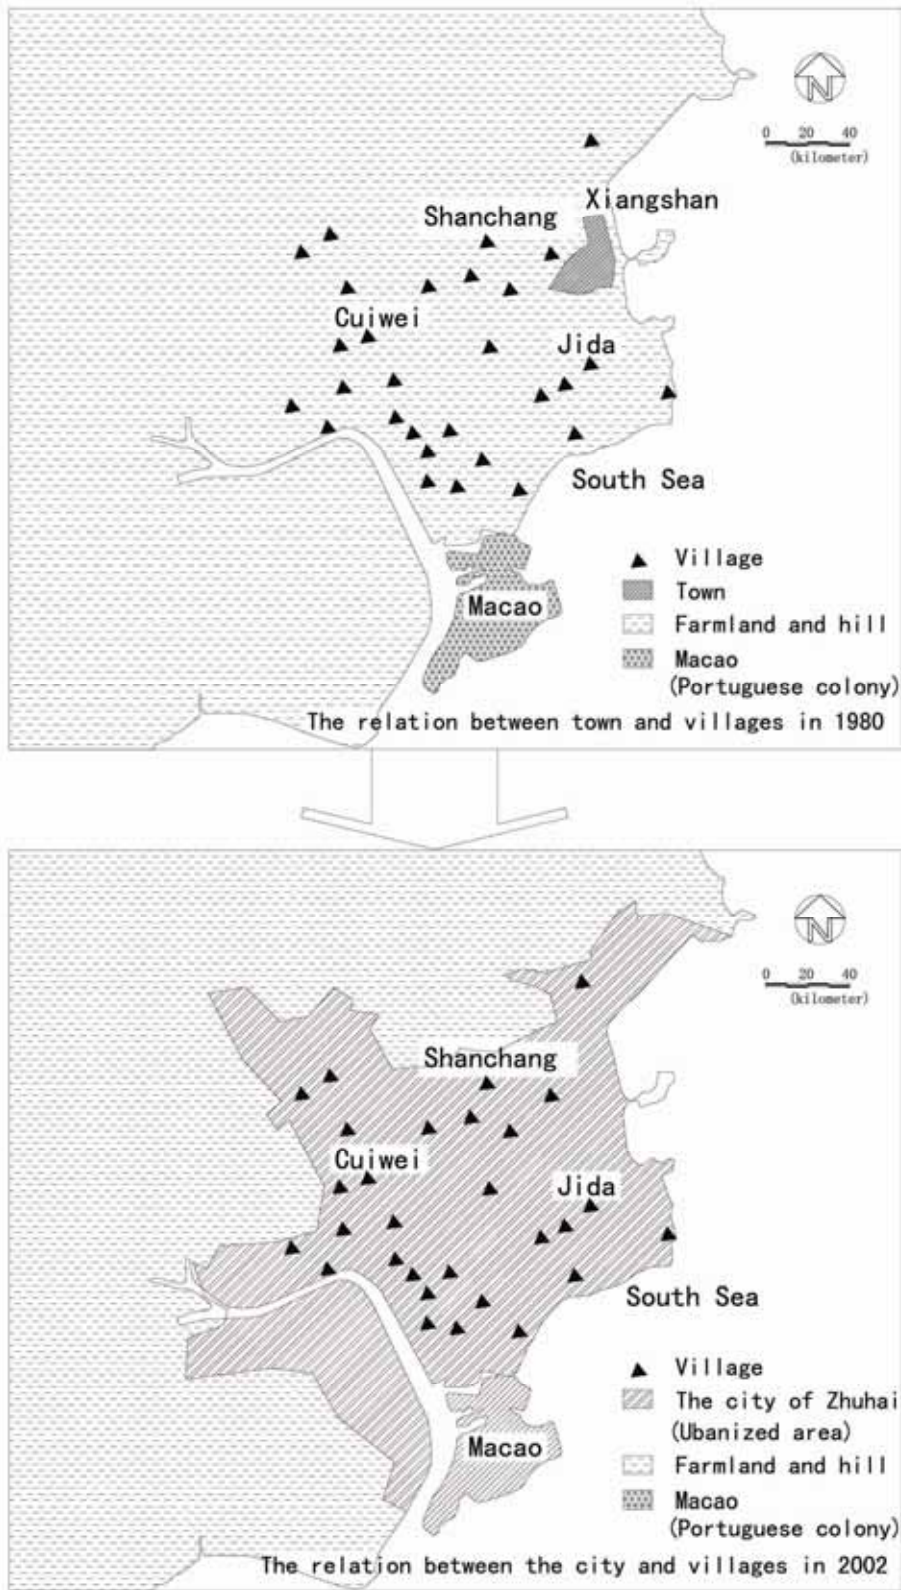 N
0 20 40
(kilometer)
Xiangshan
Shanchang
Cuiwei
Jida
South Sea
Village
Town
Macao
Farmland and hill
Macao
(Portuguese colony)
The relation between town and villages in 1980
N
0 20 40
(kilometer)
Shanchang
Cuiwei
Jida
South Sea
Village
The city of Zhuhai
(Ubanized area)
Macao
Farmland and hill
Macao
(Portuguese colony)
The relation between the city and villages in 2002